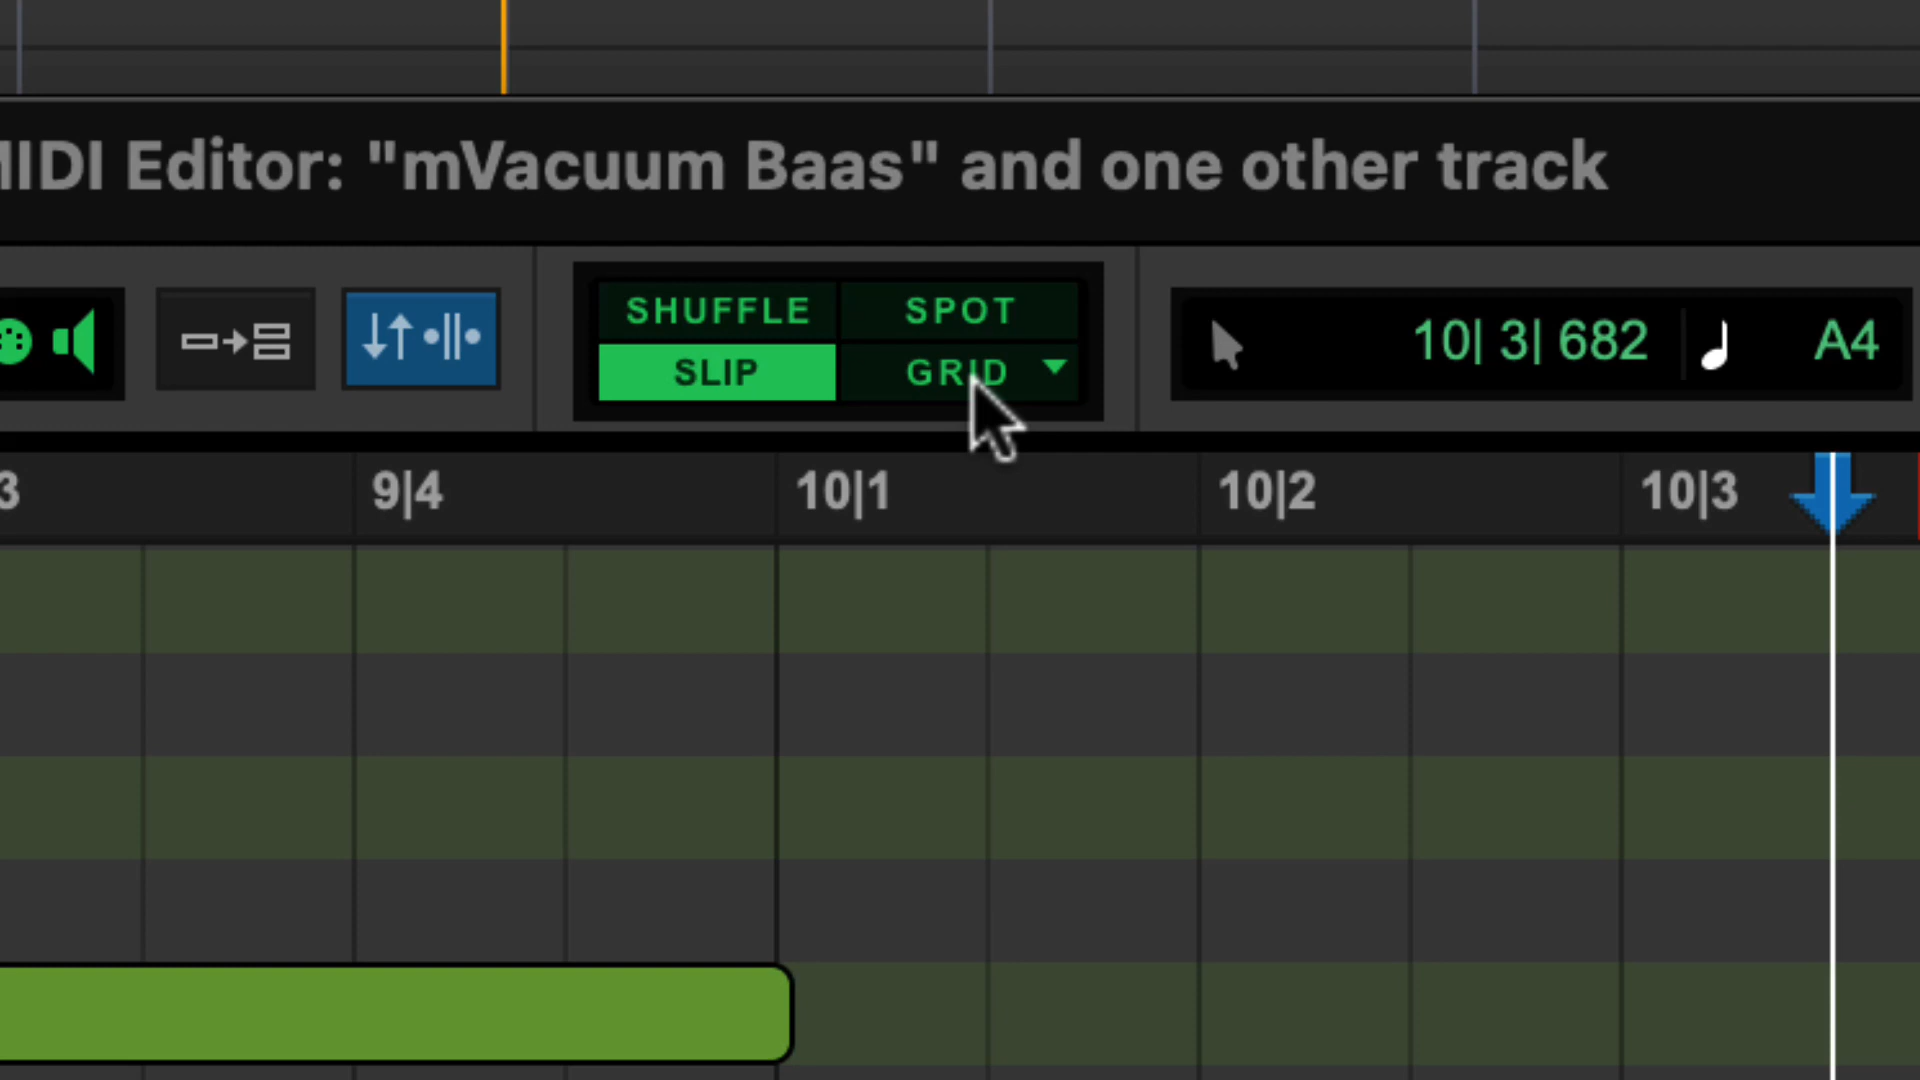 MIDI Editor: "mVacuum Baas" and one other track
SHUFFLE SPOT
SLIP GRID
10| 3| 682 A4
3 9|4 10|1 10|2 10|3